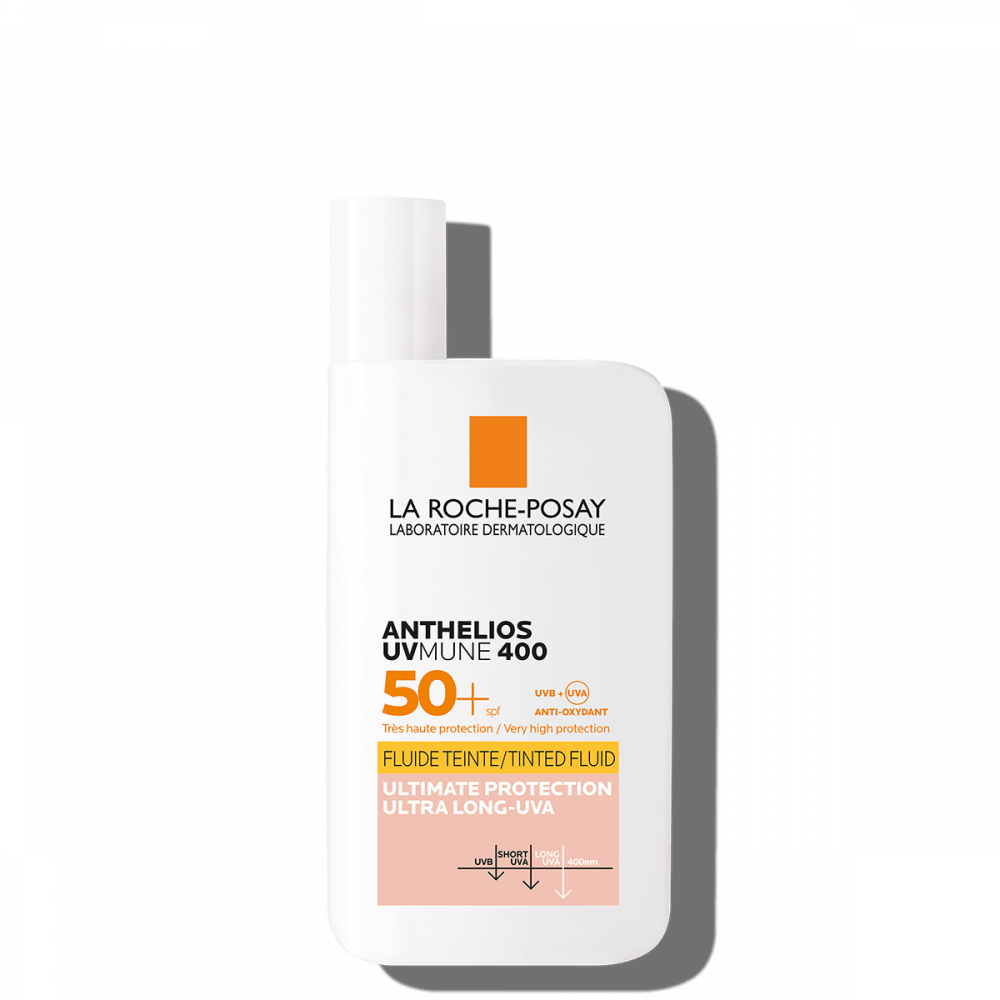 LA ROCHE-POSAY
LABORATOIRE DERMATOLOGIQUE
ANTHELIOS
UVMUNE 400
50+ spf
UVB + UVA
ANTI-OXYDANT
Très haute protection / Very high protection
FLUIDE TEINTE/TINTED FLUID
ULTIMATE PROTECTION
ULTRA LONG-UVA
UVB
SHORT UVA
LONG UVA
400nm